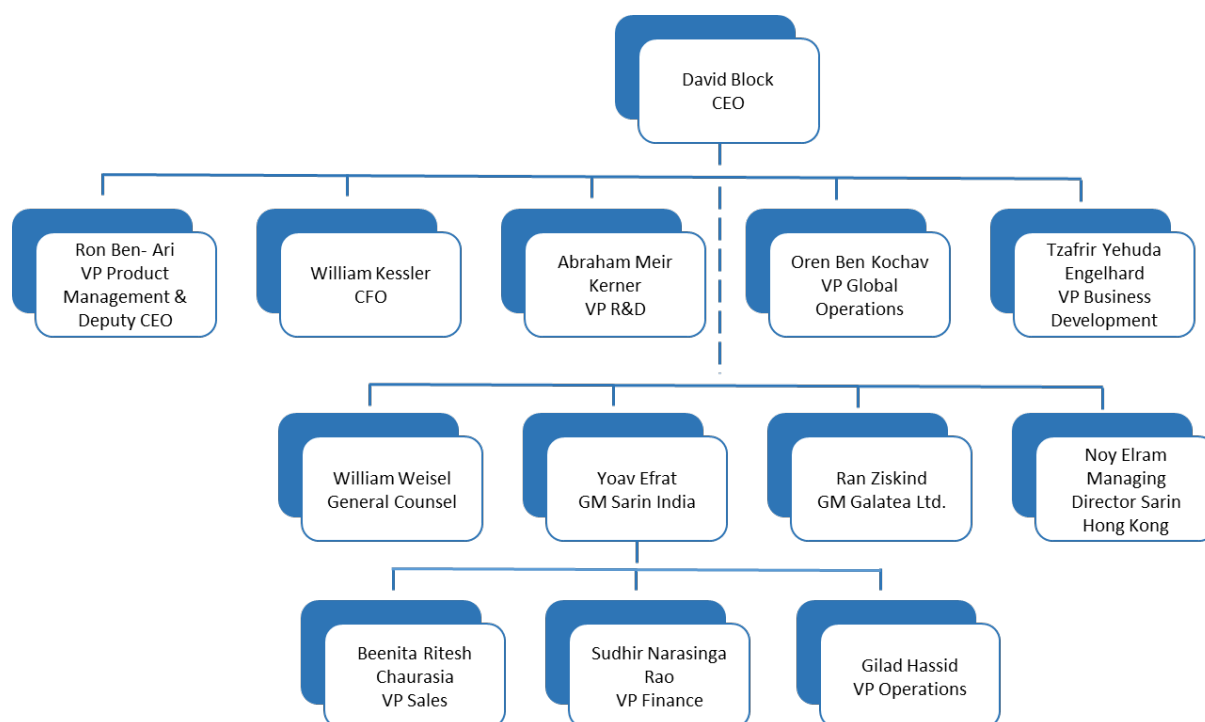 David Block
CEO
Ron Ben- Ari
VP Product
Management &
Deputy CEO
William Kessler
CFO
Abraham Meir
Kerner
VP R&D
Oren Ben Kochav
VP Global
Operations
Tzafrir Yehuda
Engelhard
VP Business
Development
William Weisel
General Counsel
Yoav Efrat
GM Sarin India
Ran Ziskind
GM Galatea Ltd.
Noy Elram
Managing
Director Sarin
Hong Kong
Beenita Ritesh
Chaurasia
VP Sales
Sudhir Narasinga
Rao
VP Finance
Gilad Hassid
VP Operations